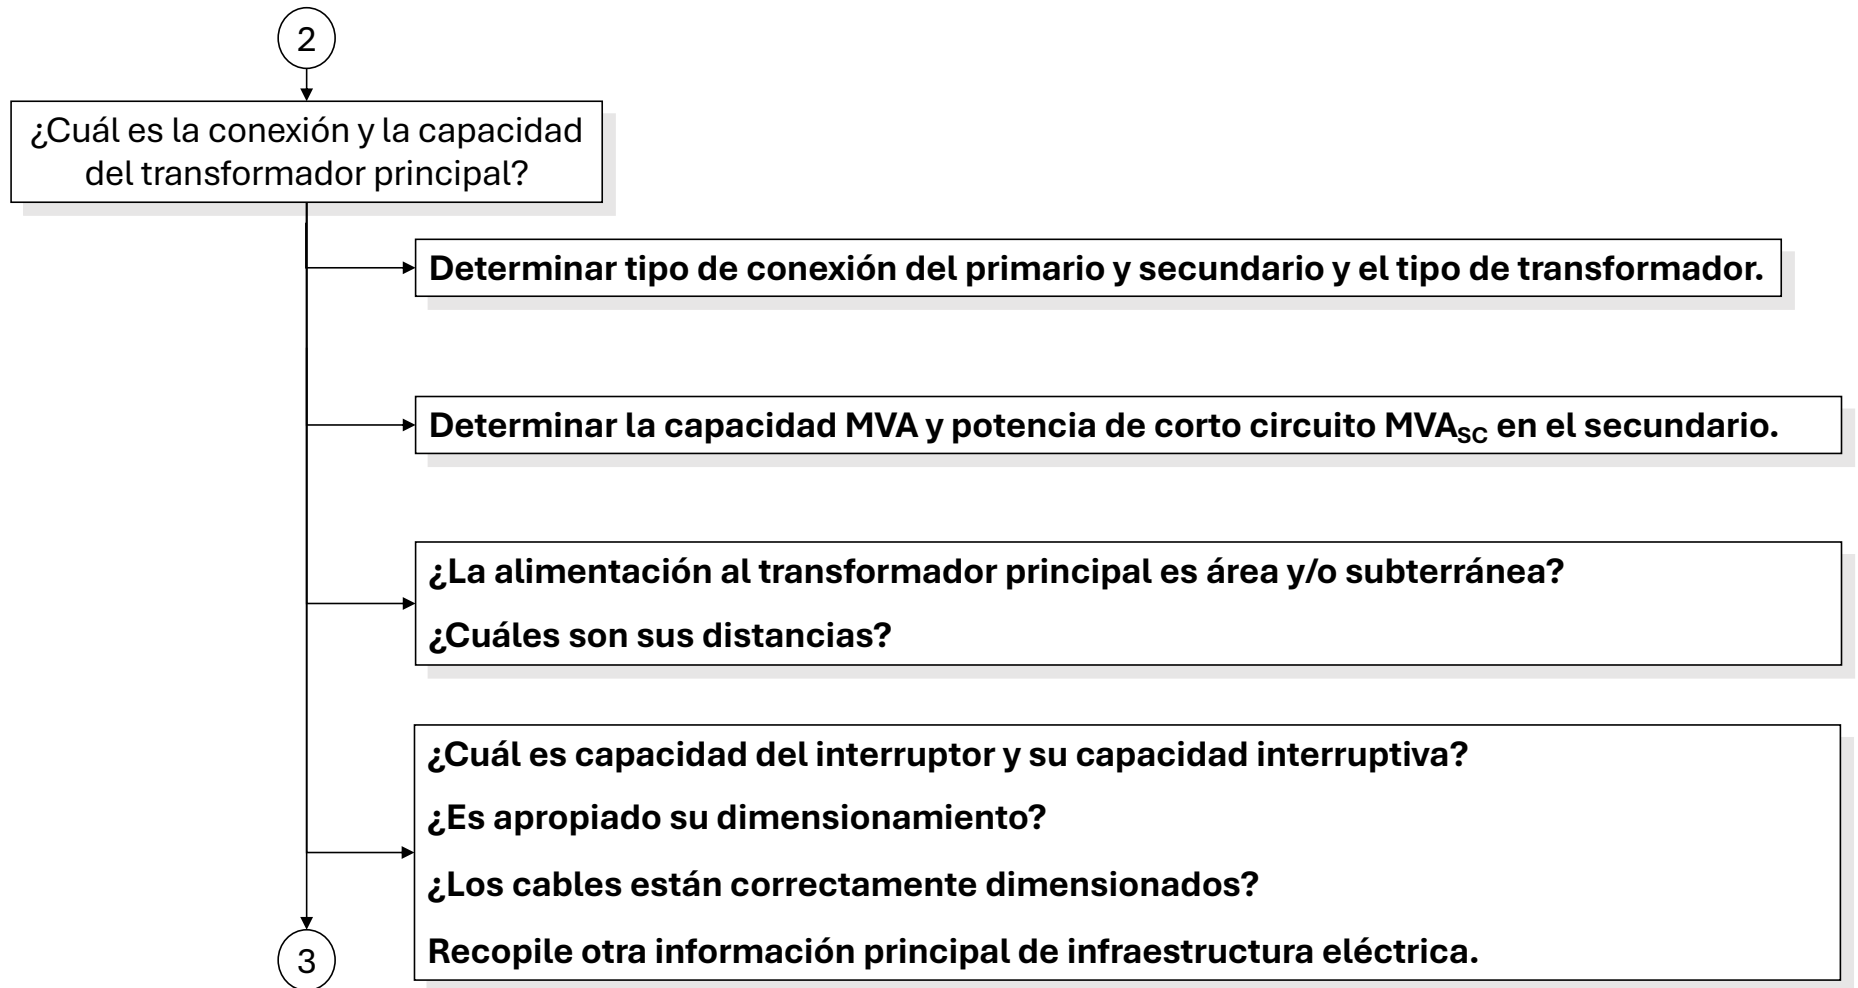 2
¿Cuál es la conexión y la capacidad
del transformador principal?
Determinar tipo de conexión del primario y secundario y el tipo de transformador.
Determinar la capacidad MVA y potencia de corto circuito MVA_SC en el secundario.
¿La alimentación al transformador principal es área y/o subterránea?
¿Cuáles son sus distancias?
¿Cuál es capacidad del interruptor y su capacidad interruptiva?
¿Es apropiado su dimensionamiento?
¿Los cables están correctamente dimensionados?
Recopile otra información principal de infraestructura eléctrica.
3